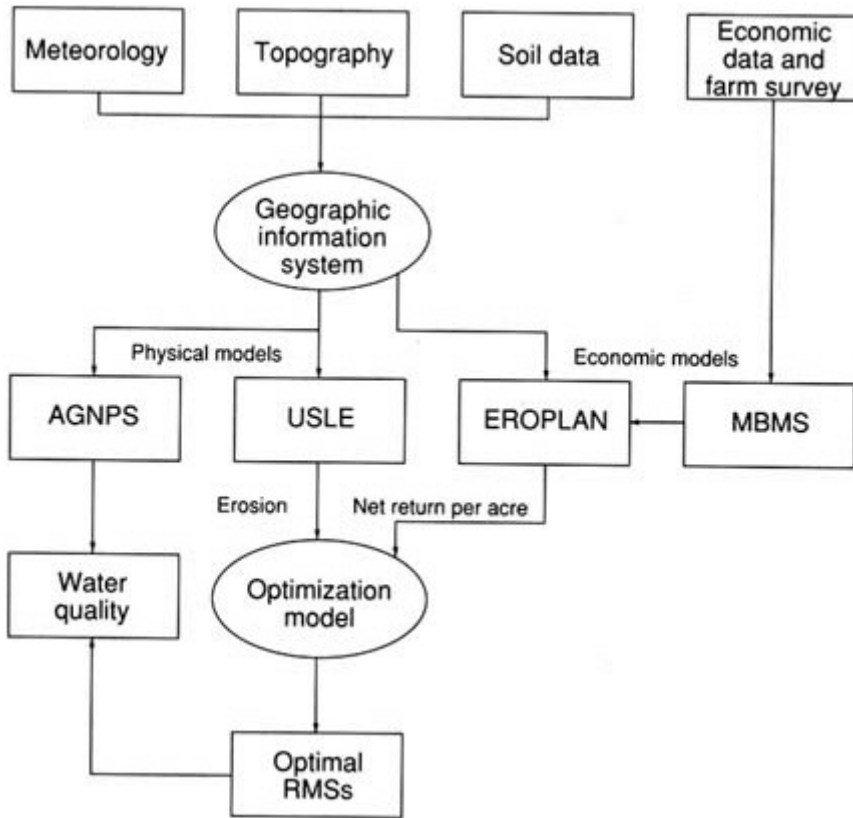 Meteorology
Topography
Soil data
Economic
data and
farm survey
Geographic
information
system
Physical models
Economic models
AGNPS
USLE
EROPLAN
MBMS
Erosion
Net return per acre
Water
quality
Optimization
model
Optimal
RMSs